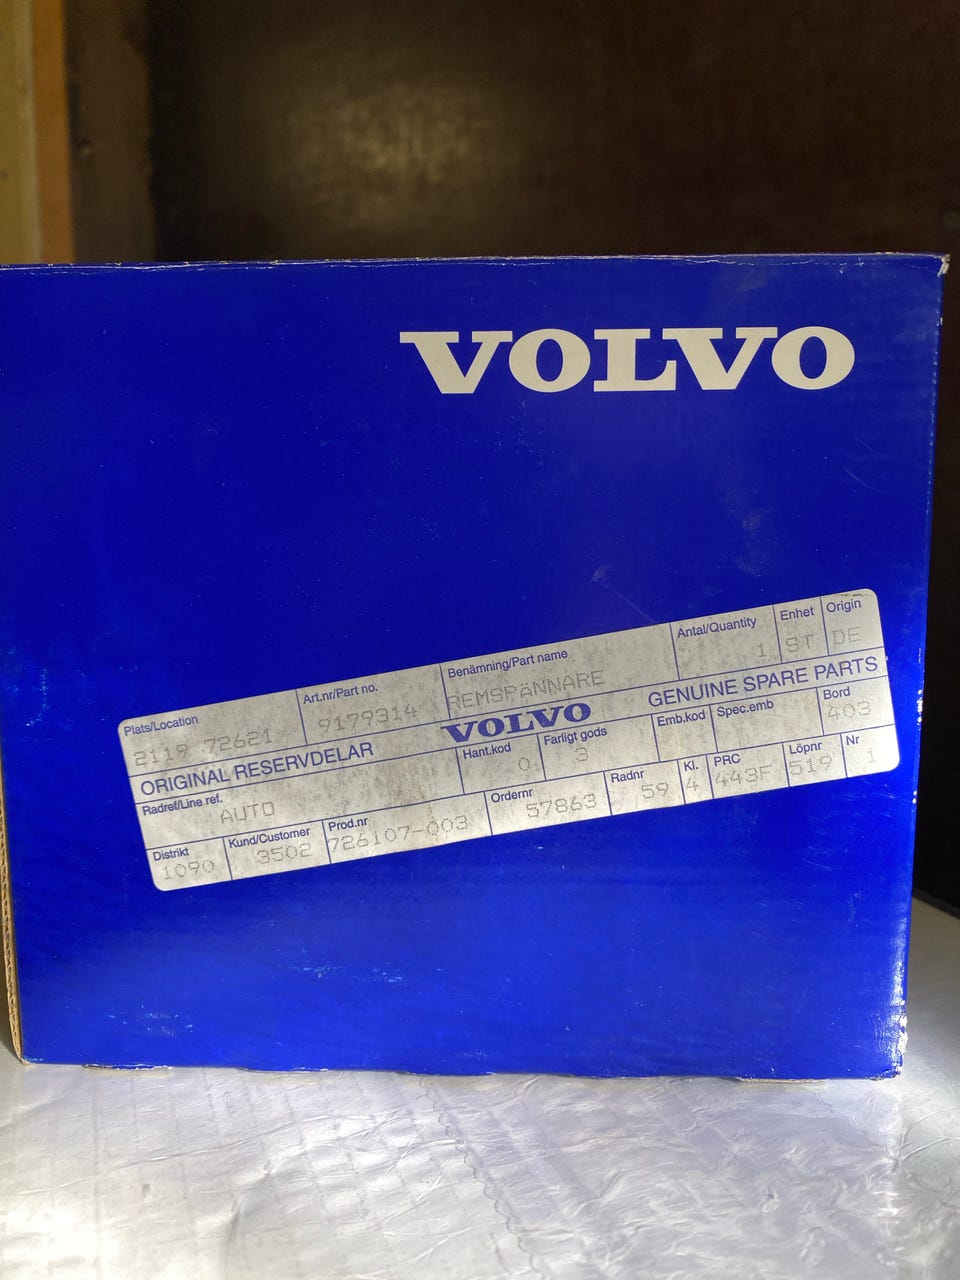 VOLVO
Plats/Location Art.nr/Part no. Benämning/Part name Antal/Quantity Enhet Origin
2119 72621 9179314 REMSPÄNNARE 1 ST DE
ORIGINAL RESERVDELAR VOLVO GENUINE SPARE PARTS
Radref/Line ref. Hant.kod Farligt gods Emb.kod Spec.emb Bord
AUTO 0 3 403
Distrikt Kund/Customer Prod.nr Ordernr Radnr Kl. PRC Löpnr Nr
1090 3502 726107-003 57863 59 4 443F 519 1